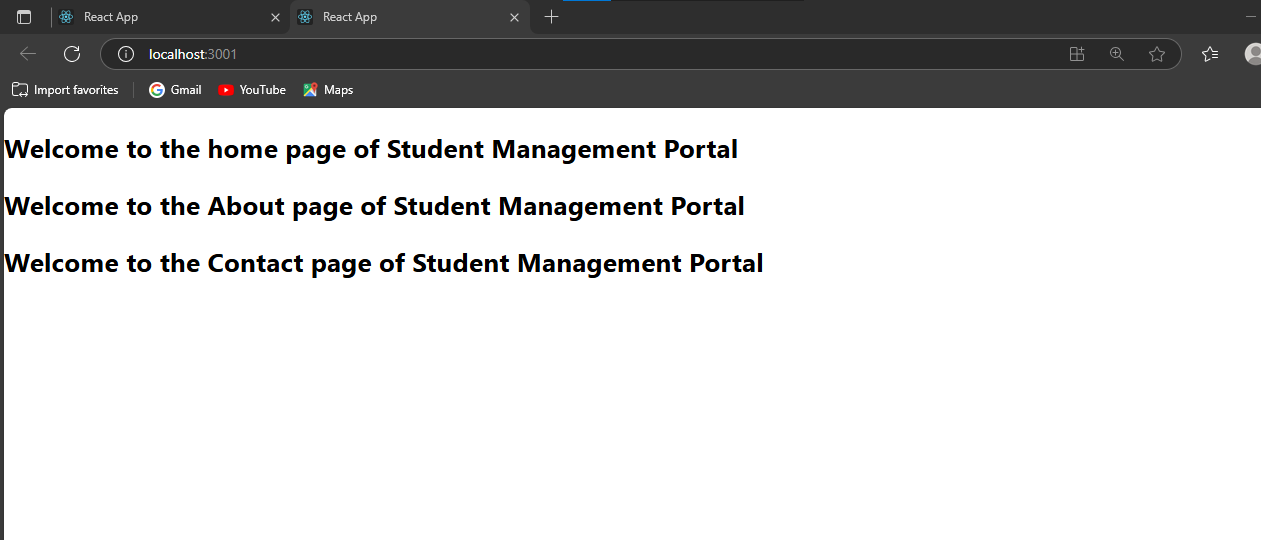 React App
React App
localhost:3001
Import favorites
Gmail
YouTube
Maps
Welcome to the home page of Student Management Portal
Welcome to the About page of Student Management Portal
Welcome to the Contact page of Student Management Portal